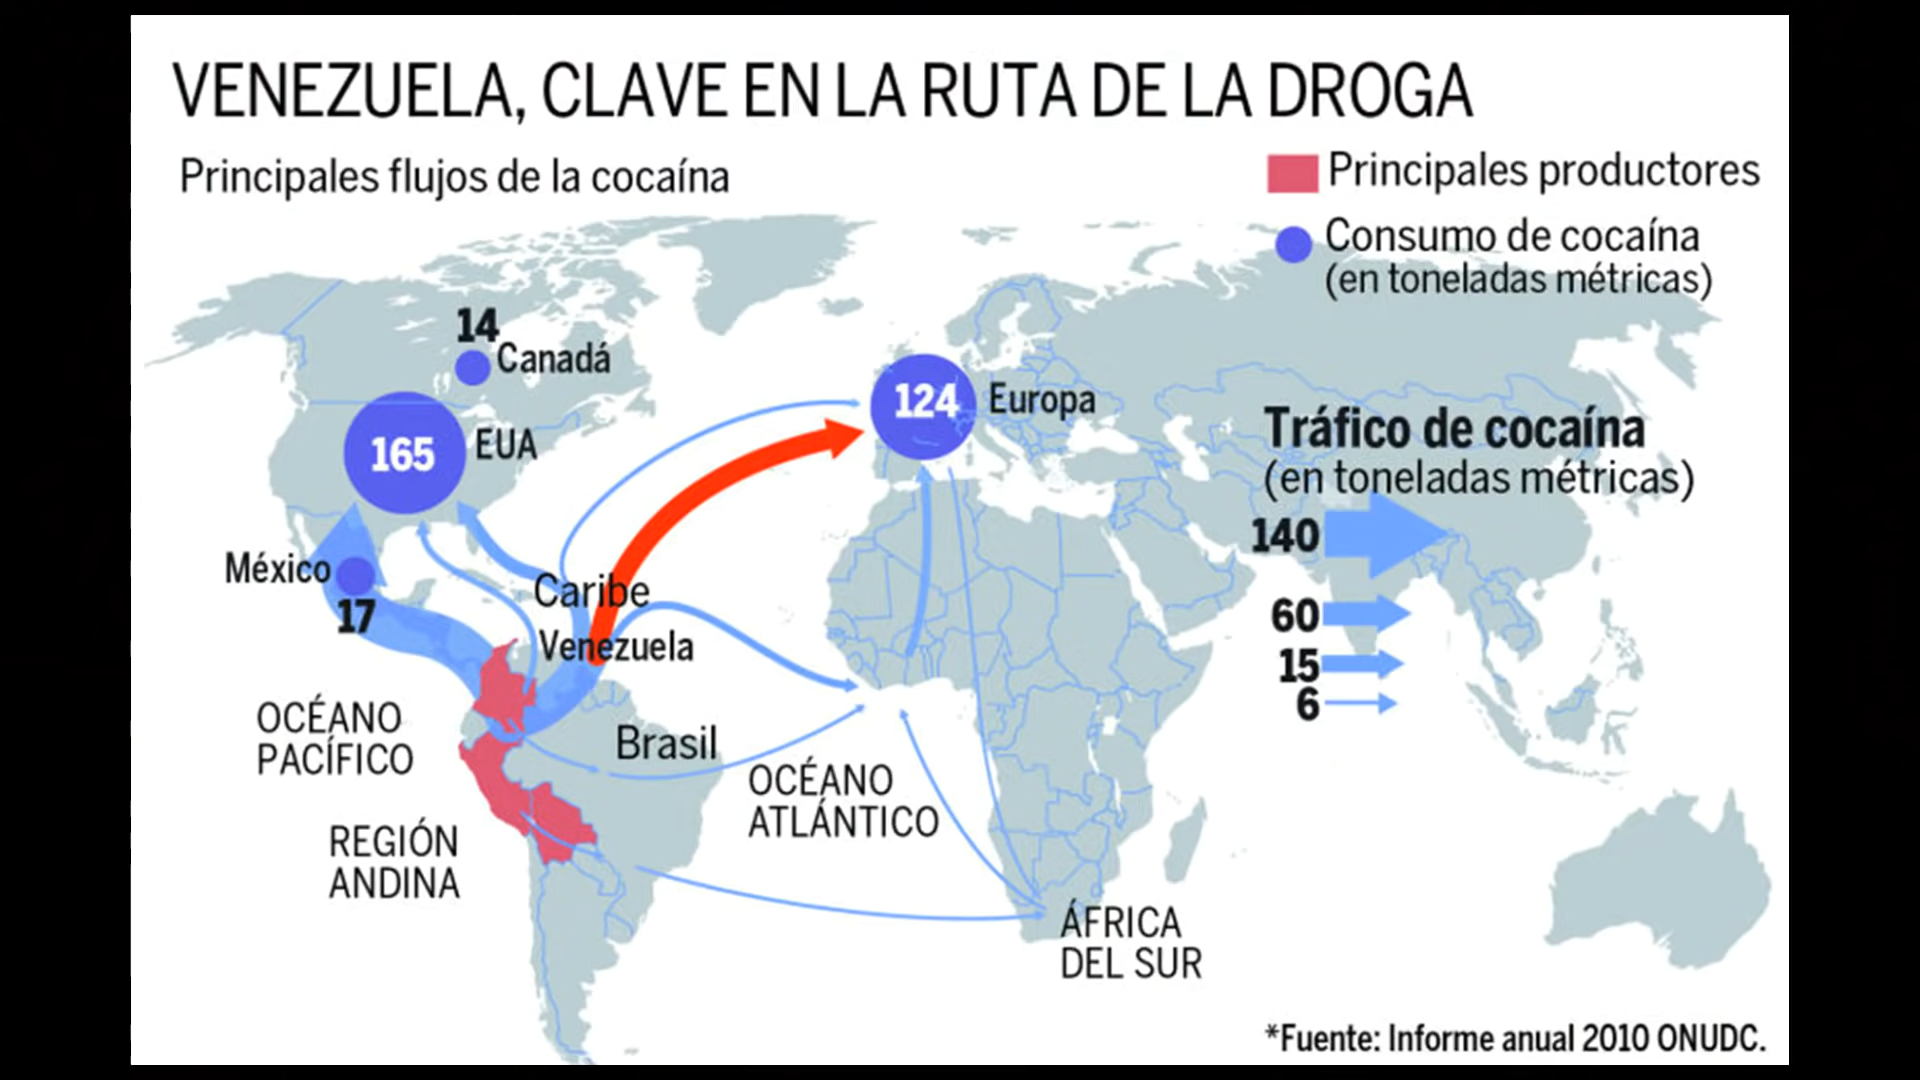 VENEZUELA, CLAVE EN LA RUTA DE LA DROGA
Principales flujos de la cocaína
Principales productores
Consumo de cocaína
(en toneladas métricas)
14
Canadá
165
EUA
124
Europa
México
17
Caribe
Venezuela
Brasil
OCÉANO
PACÍFICO
REGIÓN
ANDINA
OCÉANO
ATLÁNTICO
ÁFRICA
DEL SUR
Tráfico de cocaína
(en toneladas métricas)
140
60
15
6
*Fuente: Informe anual 2010 ONUDC.